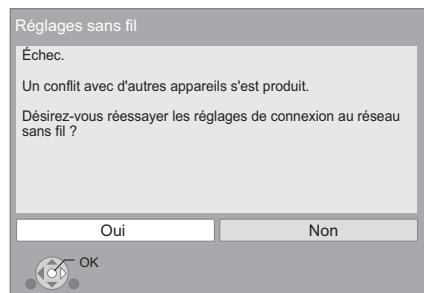 Réglages sans fil
Échec.
Un conflit avec d'autres appareils s'est produit.
Désirez-vous réessayer les réglages de connexion au réseau
sans fil ?
Oui
Non
OK